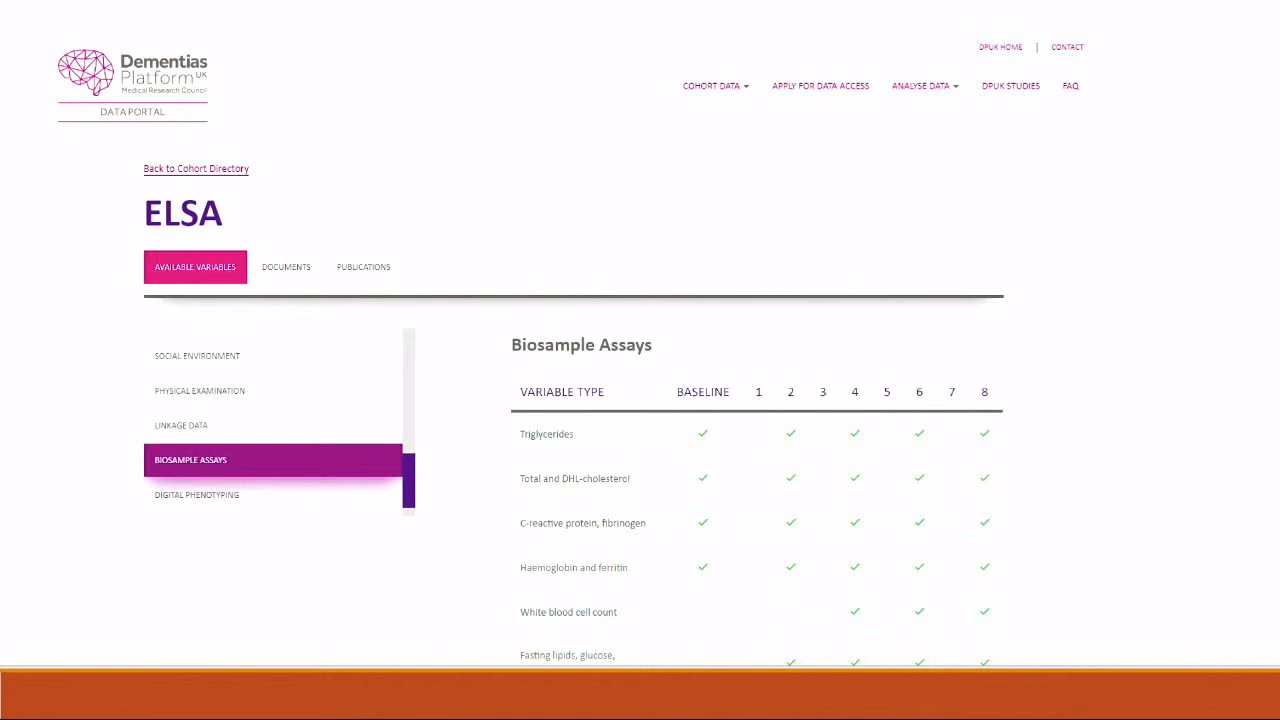 DPUK HOME | CONTACT
Dementias
Platform UK
Medical Research Council
DATA PORTAL
COHORT DATA APPLY FOR DATA ACCESS ANALYSE DATA DPUK STUDIES FAQ
Back to Cohort Directory
ELSA
AVAILABLE VARIABLES DOCUMENTS PUBLICATIONS
SOCIAL ENVIRONMENT
PHYSICAL EXAMINATION
LINKAGE DATA
BIOSAMPLE ASSAYS
DIGITAL PHENOTYPING
Biosample Assays
VARIABLE TYPE BASELINE 1 2 3 4 5 6 7 8
Triglycerides
Total and DHL-cholesterol
C-reactive protein, fibrinogen
Haemoglobin and ferritin
White blood cell count
Fasting lipids, glucose,